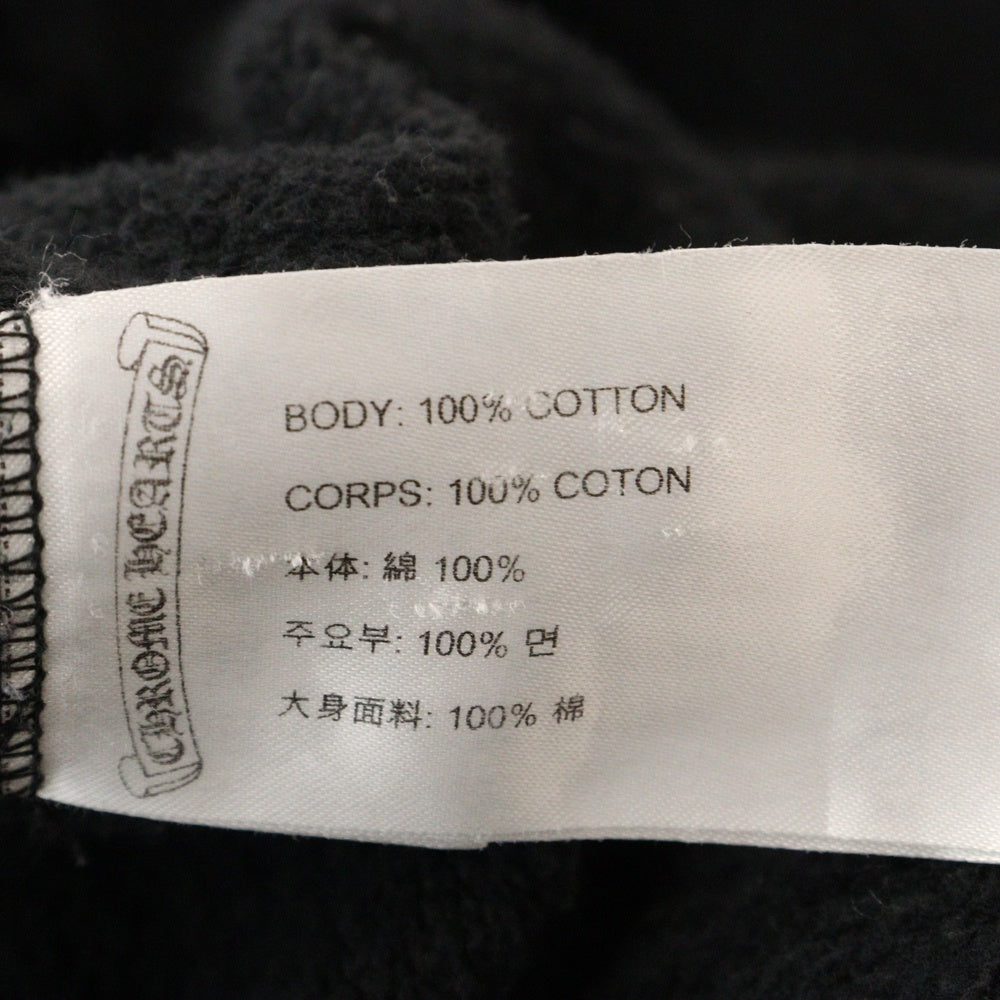 CHROME HEARTS
BODY: 100% COTTON
CORPS: 100% COTON
本体: 綿 100%
주요부: 100% 면
大身面料: 100% 棉